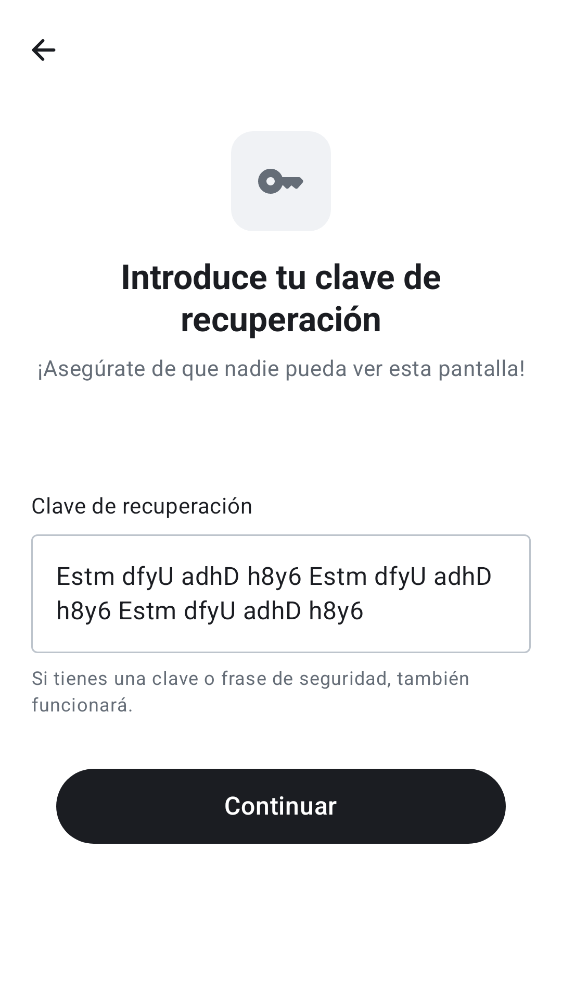 Introduce tu clave de
recuperación
¡Asegúrate de que nadie pueda ver esta pantalla!
Clave de recuperación
Estm dfyU adhD h8y6 Estm dfyU adhD
h8y6 Estm dfyU adhD h8y6
Si tienes una clave o frase de seguridad, también
funcionará.
Continuar